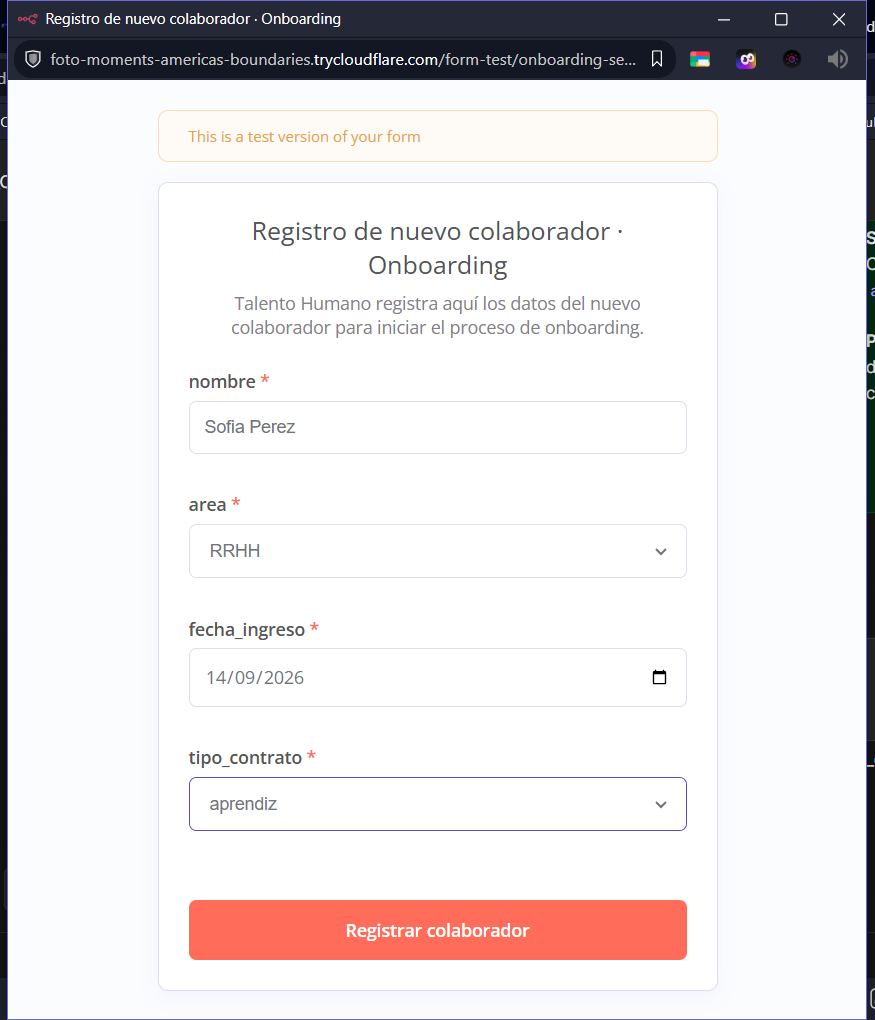 Registro de nuevo colaborador · Onboarding
foto-moments-americas-boundaries.trycloudflare.com/form-test/onboarding-se...
This is a test version of your form
Registro de nuevo colaborador ·
Onboarding
Talento Humano registra aquí los datos del nuevo
colaborador para iniciar el proceso de onboarding.
nombre *
Sofia Perez
area *
RRHH
fecha_ingreso *
14/09/2026
tipo_contrato *
aprendiz
Registrar colaborador